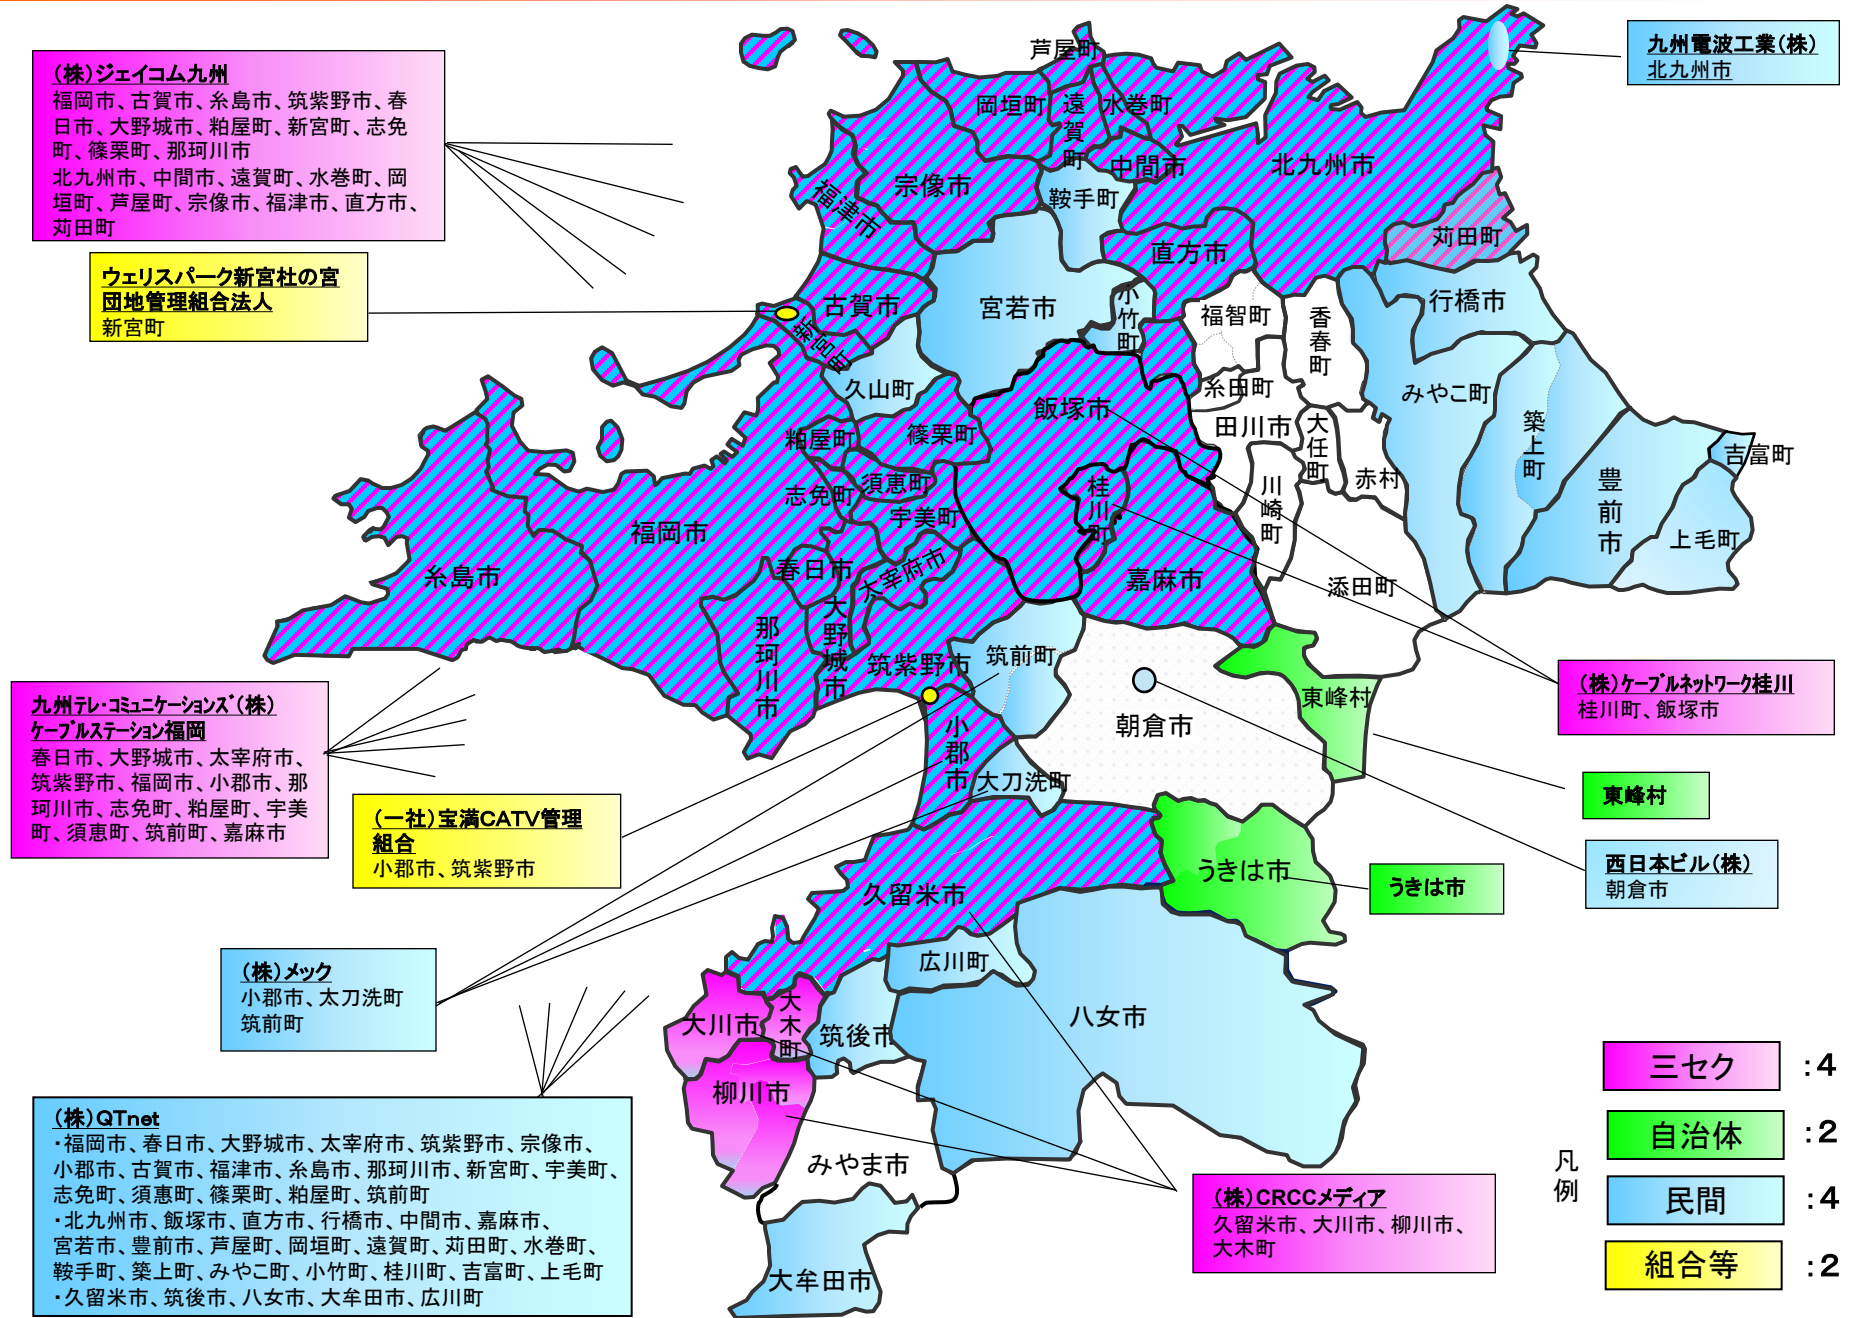 (株)ジェイコム九州
福岡市、古賀市、糸島市、筑紫野市、春
日市、大野城市、粕屋町、新宮町、志免
町、篠栗町、那珂川市
北九州市、中間市、遠賀町、水巻町、岡
垣町、芦屋町、宗像市、福津市、直方市、
苅田町
ウェリスパーク新宮社の宮
団地管理組合法人
新宮町
九州電波工業(株)
北九州市
芦屋町
岡垣町
遠賀町
水巻町
中間市
北九州市
宗像市
福津市
鞍手町
直方市
苅田町
古賀市
新宮町
宮若市
小竹町
福智町
香春町
行橋市
久山町
糸田町
みやこ町
飯塚市
田川市
大任町
築上町
粕屋町
篠栗町
吉富町
志免町
須恵町
桂川町
川崎町
赤村
豊前市
宇美町
上毛町
福岡市
糸島市
春日市
太宰府市
嘉麻市
添田町
那珂川市
大野城市
筑紫野市
筑前町
東峰村
朝倉市
小郡市
大刀洗町
うきは市
久留米市
広川町
八女市
大川市
大木町
筑後市
柳川市
みやま市
大牟田市
九州テレ・コミュニケーションズ(株)
ケーブルステーション福岡
春日市、大野城市、太宰府市、
筑紫野市、福岡市、小郡市、那
珂川市、志免町、粕屋町、宇美
町、須恵町、筑前町、嘉麻市
(一社)宝満CATV管理
組合
小郡市、筑紫野市
(株)ケーブルネットワーク桂川
桂川町、飯塚市
東峰村
西日本ビル(株)
朝倉市
うきは市
(株)メック
小郡市、太刀洗町
筑前町
(株)QTnet
・福岡市、春日市、大野城市、太宰府市、筑紫野市、宗像市、
小郡市、古賀市、福津市、糸島市、那珂川市、新宮町、宇美町、
志免町、須惠町、篠栗町、粕屋町、筑前町
・北九州市、飯塚市、直方市、行橋市、中間市、嘉麻市、
宮若市、豊前市、芦屋町、岡垣町、遠賀町、苅田町、水巻町、
鞍手町、築上町、みやこ町、小竹町、桂川町、吉富町、上毛町
・久留米市、筑後市、八女市、大牟田市、広川町
(株)CRCCメディア
久留米市、大川市、柳川市、
大木町
凡例
三セク :4
自治体 :2
民間 :4
組合等 :2